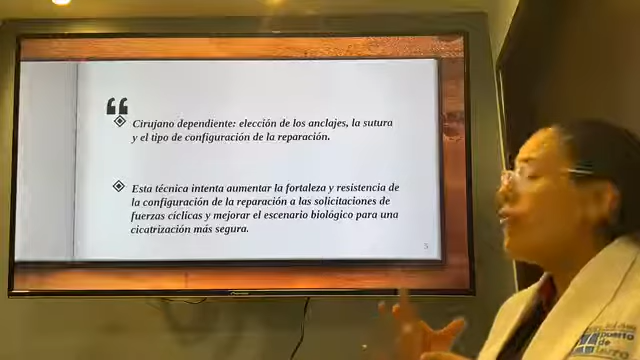 “
Cirujano dependiente: elección de los anclajes, la sutura
y el tipo de configuración de la reparación.
Esta técnica intenta aumentar la fortaleza y resistencia de
la configuración de la reparación a las solicitaciones de
fuerzas cíclicas y mejorar el escenario biológico para una
cicatrización más segura.
5
puerto
de